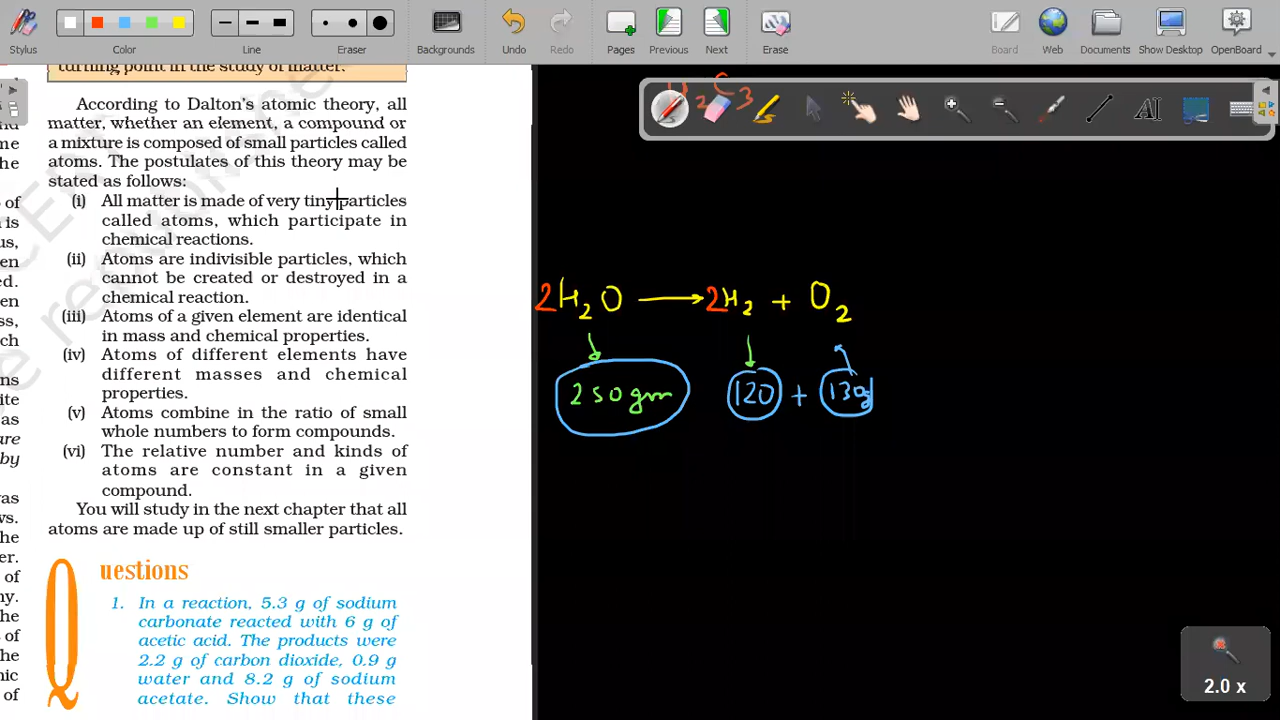 Stylus Color Line Eraser Backgrounds Undo Redo Pages Previous Next Erase Board Web Documents Show Desktop OpenBoard
turning point in the study of matter."
According to Dalton's atomic theory, all
matter, whether an element, a compound or
a mixture is composed of small particles called
atoms. The postulates of this theory may be
stated as follows:
(i) All matter is made of very tiny particles
called atoms, which participate in
chemical reactions.
(ii) Atoms are indivisible particles, which
cannot be created or destroyed in a
chemical reaction.
(iii) Atoms of a given element are identical
in mass and chemical properties.
(iv) Atoms of different elements have
different masses and chemical
properties.
(v) Atoms combine in the ratio of small
whole numbers to form compounds.
(vi) The relative number and kinds of
atoms are constant in a given
compound.
You will study in the next chapter that all
atoms are made up of still smaller particles.
Questions
1. In a reaction, 5.3 g of sodium
carbonate reacted with 6 g of
acetic acid. The products were
2.2 g of carbon dioxide, 0.9 g
water and 8.2 g of sodium
acetate. Show that these
2H₂O → 2H₂ + O₂
250gm 120 + 130g
2.0 x